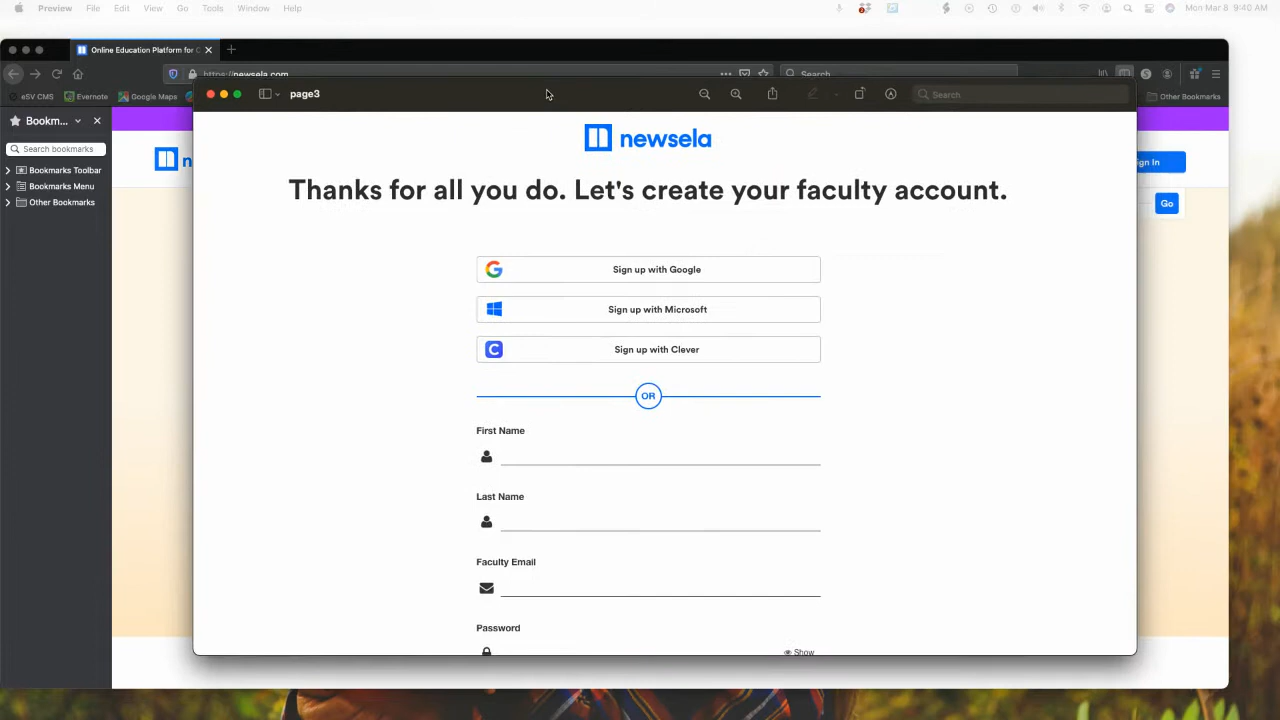 Preview File Edit View Go Tools Window Help Mon Mar 8 9:40 AM
Online Education Platform for
https://newsela.com Search
eSV CMS Evernote Google Maps Other Bookmarks
page3 Search
Bookm...
Search bookmarks
Bookmarks Toolbar
Bookmarks Menu
Other Bookmarks
n
newsela
Sign In
Go
Thanks for all you do. Let's create your faculty account.
Sign up with Google
Sign up with Microsoft
Sign up with Clever
OR
First Name
Last Name
Faculty Email
Password
Show